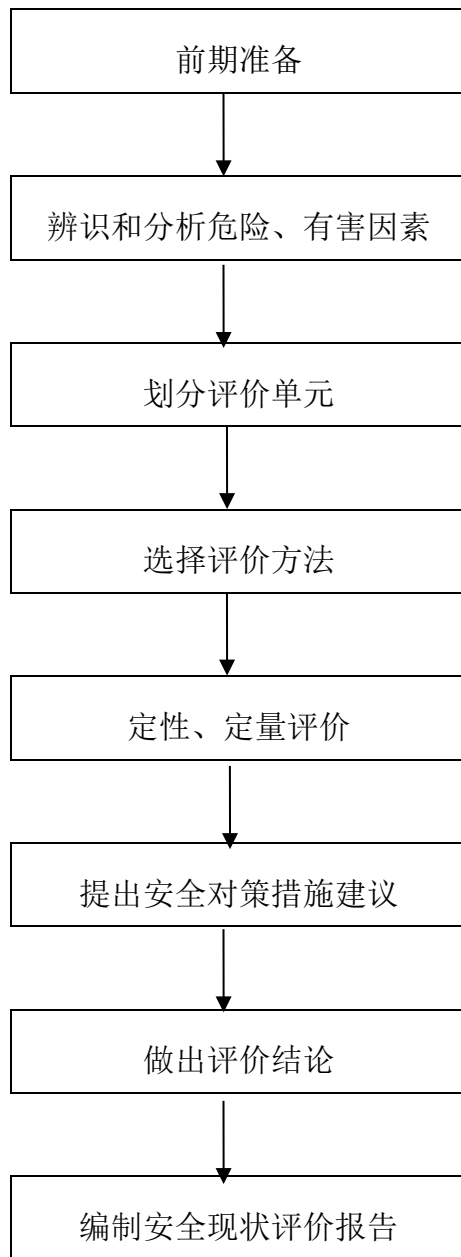 前期准备
辨识和分析危险、有害因素
划分评价单元
选择评价方法
定性、定量评价
提出安全对策措施建议
做出评价结论
编制安全现状评价报告